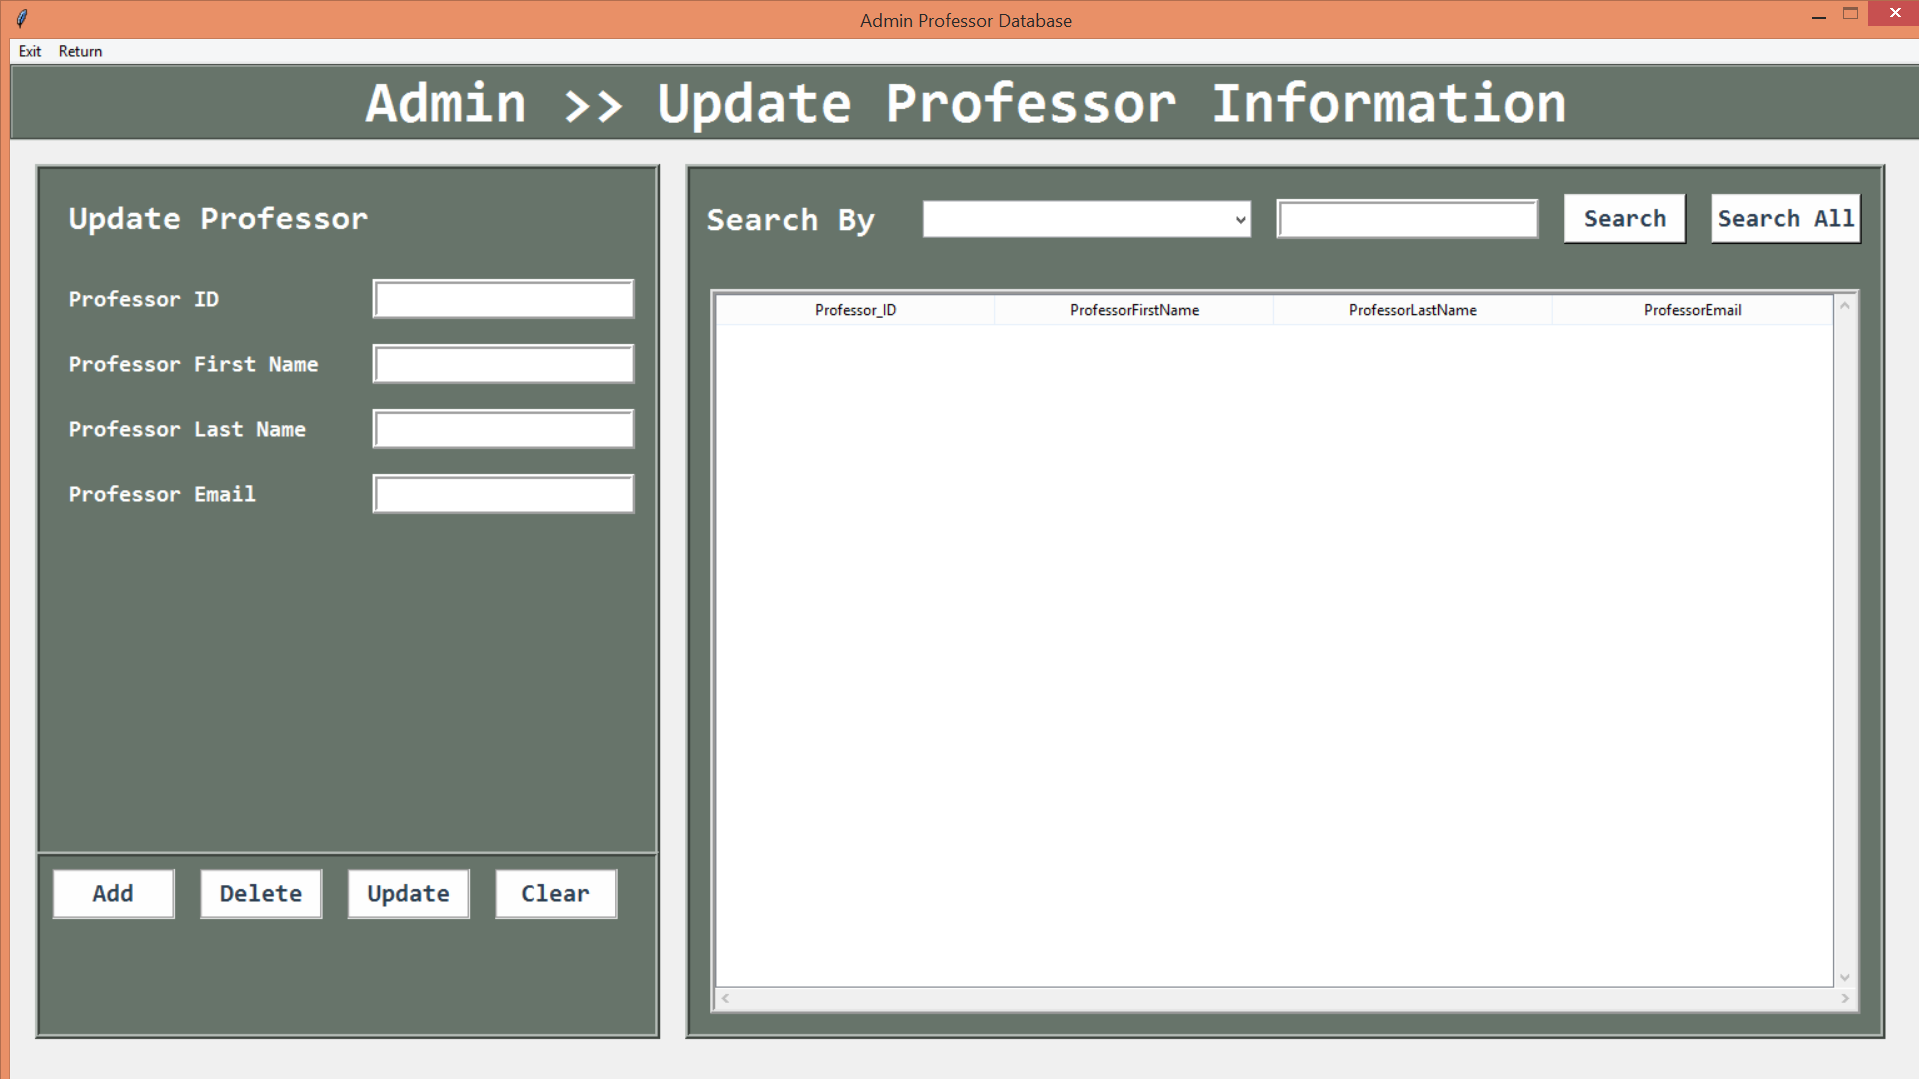 Admin Professor Database
Exit Return
Admin >> Update Professor Information
Update Professor
Professor ID
Professor First Name
Professor Last Name
Professor Email
Add Delete Update Clear
Search By Search Search All
Professor_ID ProfessorFirstName ProfessorLastName ProfessorEmail